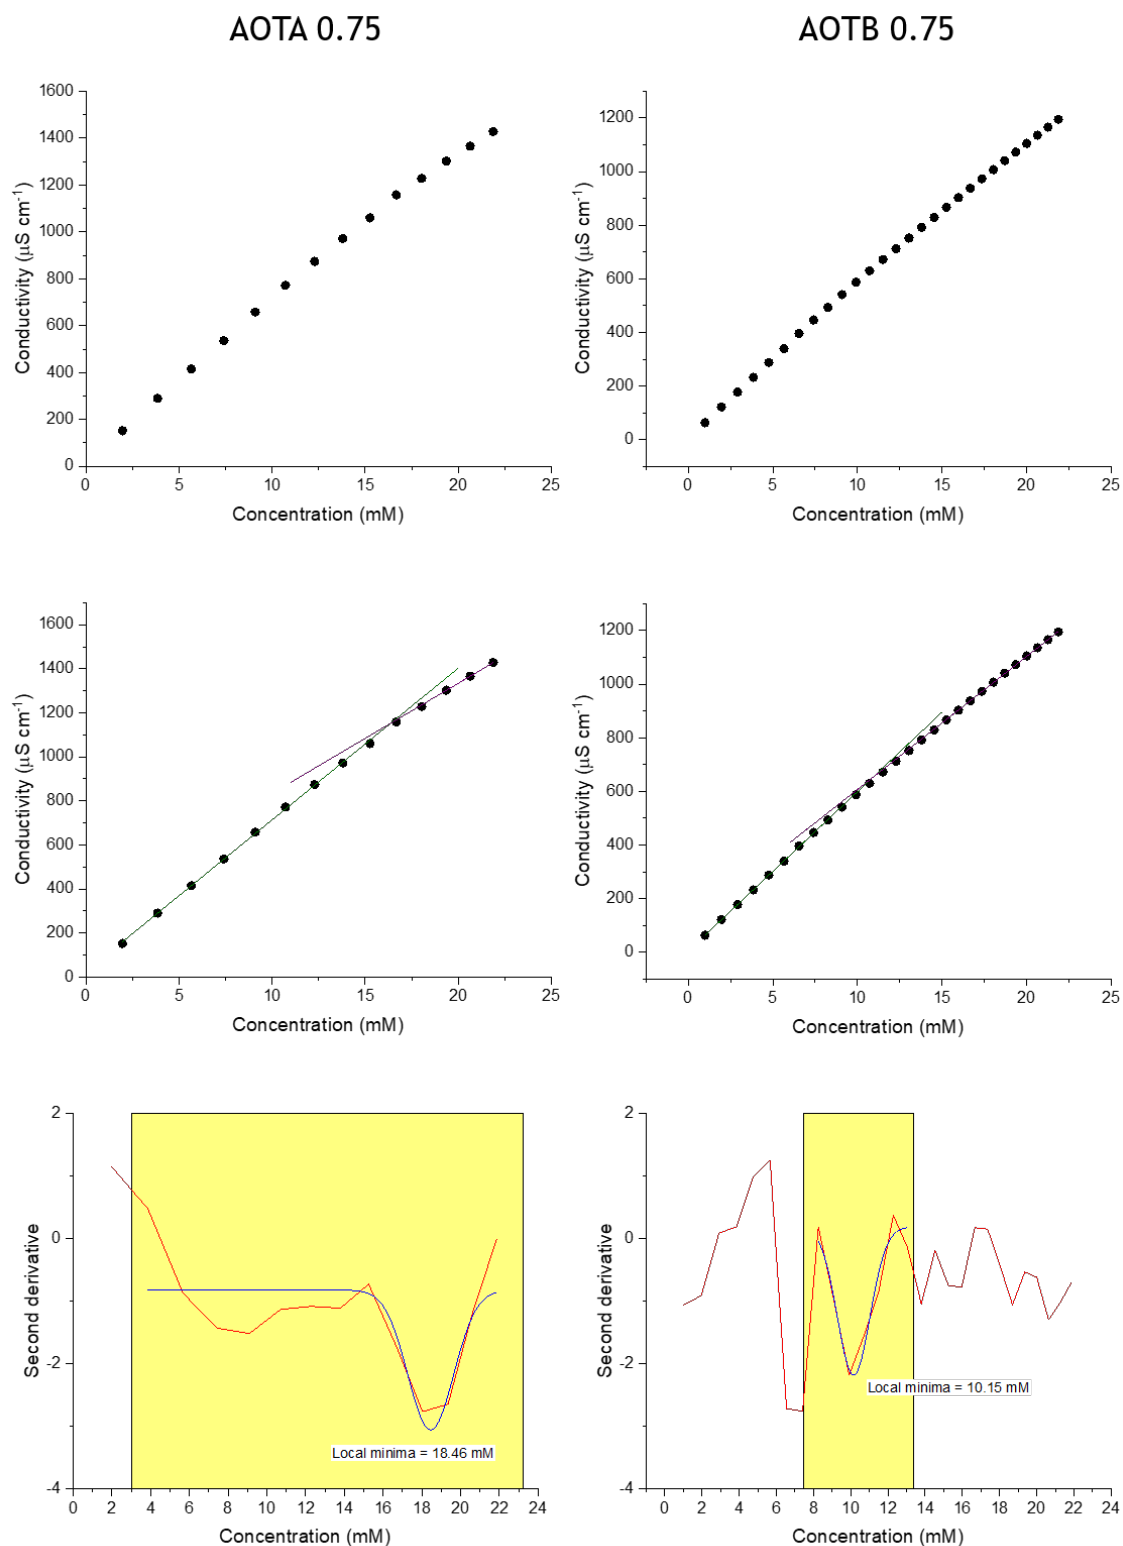 AOTA 0.75
AOTB 0.75
1600
1400
1200
1000
800
600
400
200
0
0 5 10 15 20 25
Conductivity (μS cm⁻¹)
Concentration (mM)
1200
1000
800
600
400
200
0
0 5 10 15 20 25
Conductivity (μS cm⁻¹)
Concentration (mM)
1600
1400
1200
1000
800
600
400
200
0
0 5 10 15 20 25
Conductivity (μS cm⁻¹)
Concentration (mM)
1200
1000
800
600
400
200
0
0 5 10 15 20 25
Conductivity (μS cm⁻¹)
Concentration (mM)
2
0
-2
-4
0 2 4 6 8 10 12 14 16 18 20 22 24
Second derivative
Local minima = 18.46 mM
Concentration (mM)
2
0
-2
-4
0 2 4 6 8 10 12 14 16 18 20 22 24
Second derivative
Local minima = 10.15 mM
Concentration (mM)